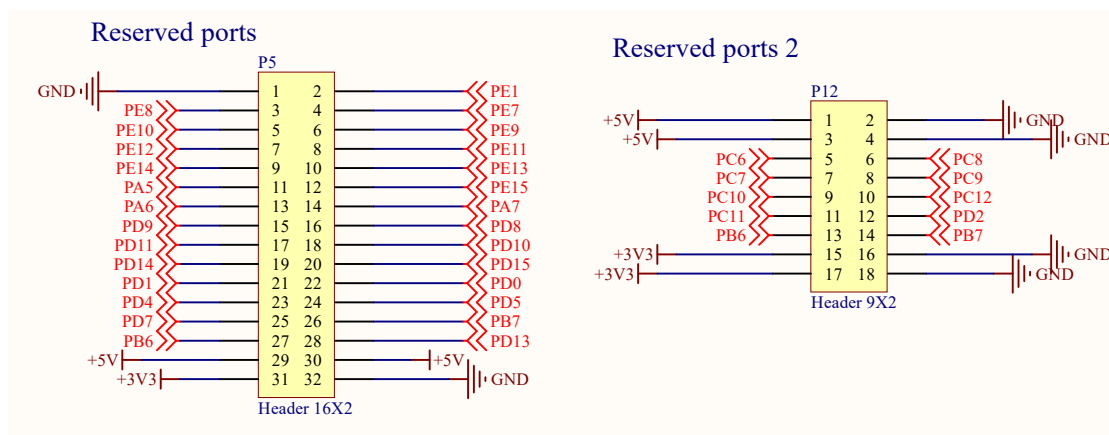 Reserved ports
P5
GND 1 2 PE1
PE8 3 4 PE7
PE10 5 6 PE9
PE12 7 8 PE11
PE14 9 10 PE13
PA5 11 12 PE15
PA6 13 14 PA7
PD9 15 16 PD8
PD11 17 18 PD10
PD14 19 20 PD15
PD1 21 22 PD0
PD4 23 24 PD5
PD7 25 26 PB7
PB6 27 28 PD13
+5V 29 30 +5V
+3V3 31 32 GND
Header 16X2
Reserved ports 2
P12
+5V 1 2 GND
+5V 3 4 GND
PC6 5 6 PC8
PC7 7 8 PC9
PC10 9 10 PC12
PC11 11 12 PD2
PB6 13 14 PB7
+3V3 15 16 GND
+3V3 17 18 GND
Header 9X2